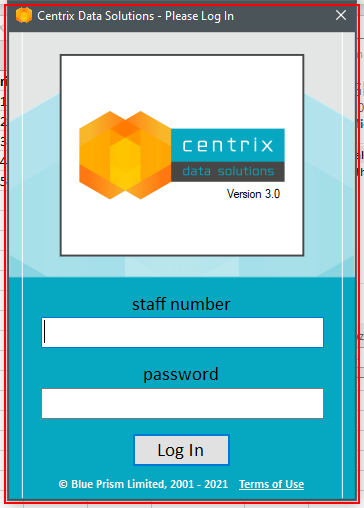 Centrix Data Solutions - Please Log In
centrix
data solutions
Version 3.0
staff number
password
Log In
© Blue Prism Limited, 2001 - 2021 Terms of Use